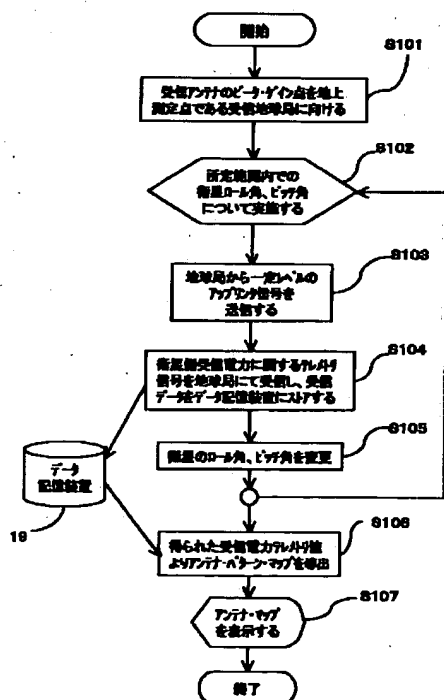 開始
S101
受信アンテナのピーク・ゲイン点を地上
測定点である受信地球局に向ける
S102
所定範囲内での
衛星ロール角、ピッチ角
について実施する
S103
地球局から一定レベルの
アップリンク信号を
送信する
S104
衛星側受信電力に関するテレメトリ
信号を地球局にて受信し、受信
データをデータ記憶装置にストアする
S105
衛星のロール角、ピッチ角を変更
データ
記憶装置
19
S106
得られた受信電力テレメトリ値
よりアンテナ・パターン・マップを導出
S107
アンテナ・マップ
を表示する
終了